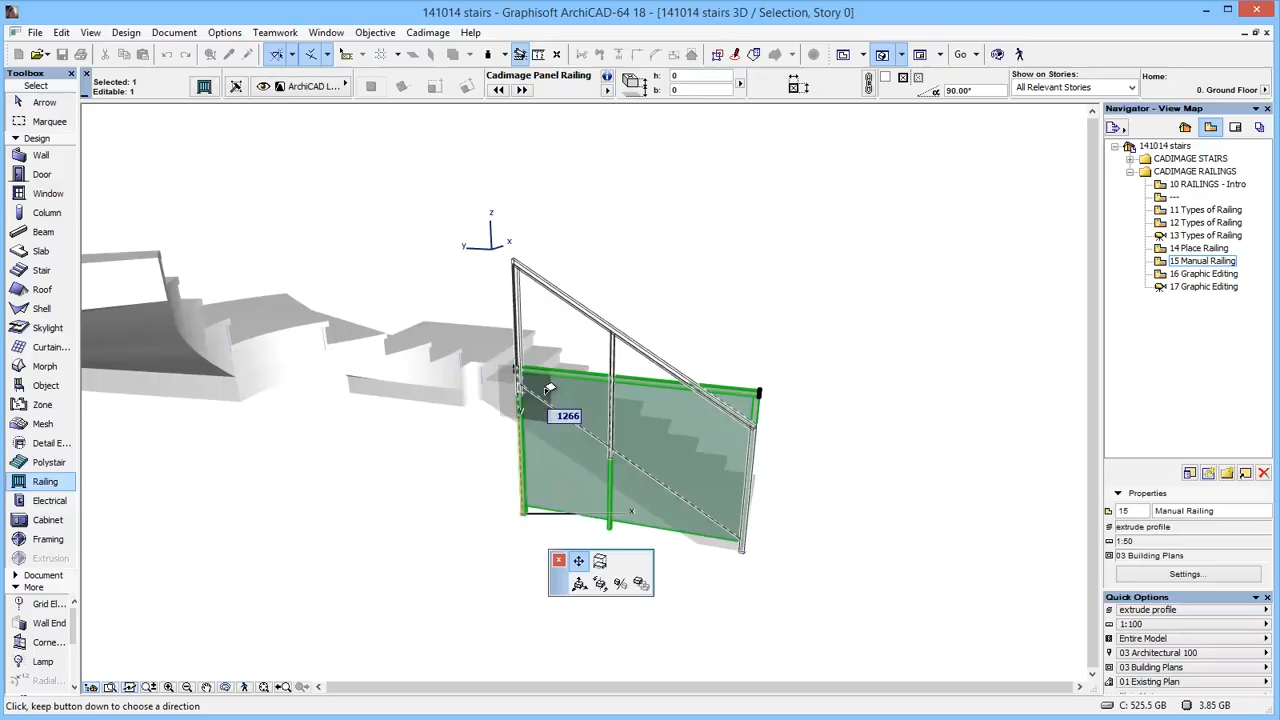 141014 stairs - Graphisoft ArchiCAD-64 18 - [141014 stairs 3D / Selection, Story 0]
File Edit View Design Document Options Teamwork Window Objective Cadimage Help
Go
Toolbox
Select
Arrow
Marquee
Design
Wall
Door
Window
Column
Beam
Slab
Stair
Roof
Shell
Skylight
Curtain...
Morph
Object
Zone
Mesh
Detail E...
Polystair
Railing
Electrical
Cabinet
Framing
Extrusion
Document
More
Grid El...
Wall End
Corne...
Lamp
Radial...
Selected: 1
Editable: 1
ArchiCAD L...
Cadimage Panel Railing
h: 0
b: 0
90.00°
Show on Stories:
All Relevant Stories
Home:
0. Ground Floor
z
y
x
1266
y
x
Navigator - View Map
141014 stairs
CADIMAGE STAIRS
CADIMAGE RAILINGS
10 RAILINGS - Intro
---
11 Types of Railing
12 Types of Railing
13 Types of Railing
14 Place Railing
15 Manual Railing
16 Graphic Editing
17 Graphic Editing
Properties
15 Manual Railing
extrude profile
1:50
03 Building Plans
Settings...
Quick Options
extrude profile
1:100
Entire Model
03 Architectural 100
03 Building Plans
01 Existing Plan
Click, keep button down to choose a direction
C: 525.5 GB
3.85 GB